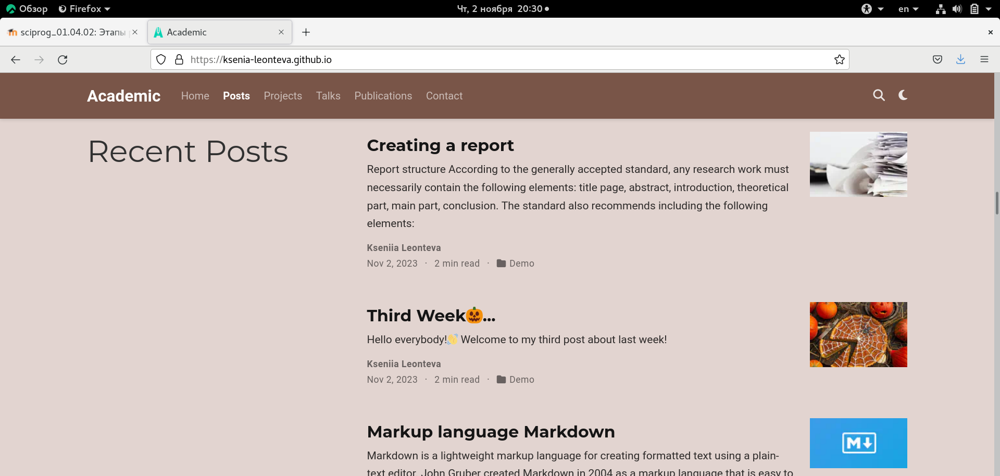 Обзор Firefox Чт, 2 ноября 20:30 en
sciprog_01.04.02: Этапы Academic
https://ksenia-leonteva.github.io
Academic Home Posts Projects Talks Publications Contact
Recent Posts
Creating a report
Report structure According to the generally accepted standard, any research work must
necessarily contain the following elements: title page, abstract, introduction, theoretical
part, main part, conclusion. The standard also recommends including the following
elements:
Kseniia Leonteva
Nov 2, 2023 · 2 min read · Demo
Third Week🎃...
Hello everybody!👋 Welcome to my third post about last week!
Kseniia Leonteva
Nov 2, 2023 · 2 min read · Demo
Markup language Markdown
M
Markdown is a lightweight markup language for creating formatted text using a plain-
text editor. John Gruber created Markdown in 2004 as a markup language that is easy to